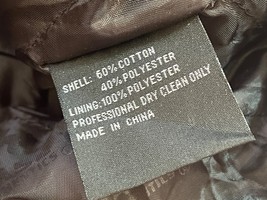 SHELL: 60% COTTON
40% POLYESTER
LINING: 100% POLYESTER
PROFESSIONAL DRY CLEAN ONLY
MADE IN CHINA